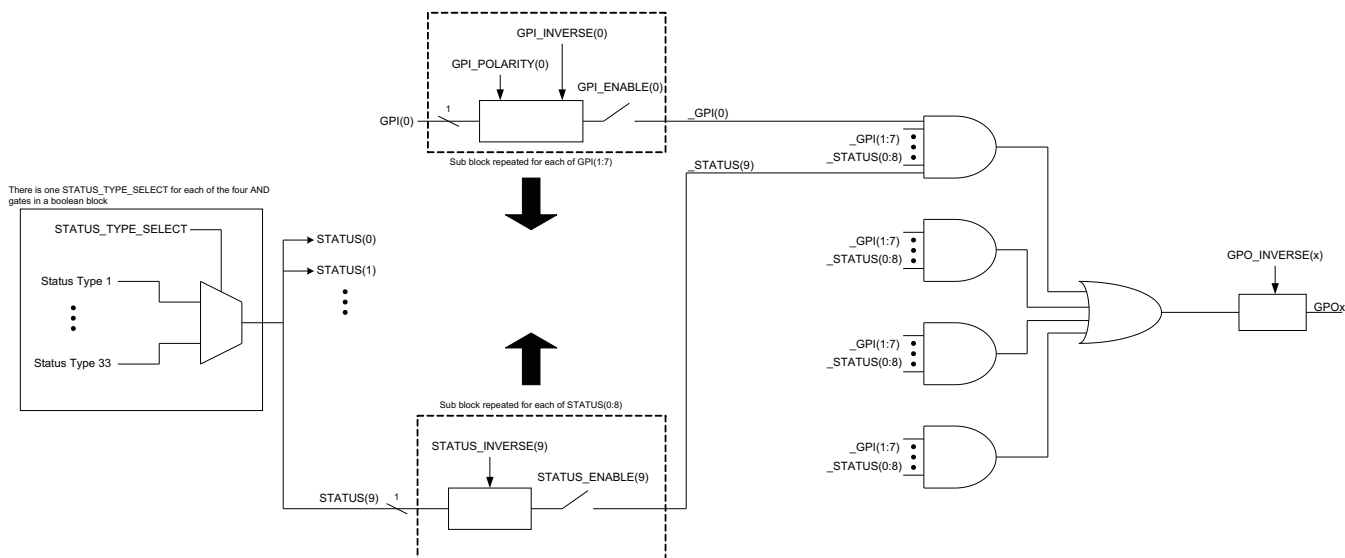 GPI_INVERSE(0)
GPI_POLARITY(0)
GPI_ENABLE(0)
GPI(0)
1
_GPI(0)
Sub block repeated for each of GPI(1:7)
_STATUS(9)
_GPI(1:7)
_STATUS(0:8)
There is one STATUS_TYPE_SELECT for each of the four AND
gates in a boolean block
STATUS_TYPE_SELECT
Status Type 1
Status Type 33
STATUS(0)
STATUS(1)
_GPI(1:7)
_STATUS(0:8)
GPO_INVERSE(x)
GPOx
_GPI(1:7)
_STATUS(0:8)
Sub block repeated for each of STATUS(0:8)
STATUS_INVERSE(9)
STATUS_ENABLE(9)
STATUS(9)
1
_GPI(1:7)
_STATUS(0:8)